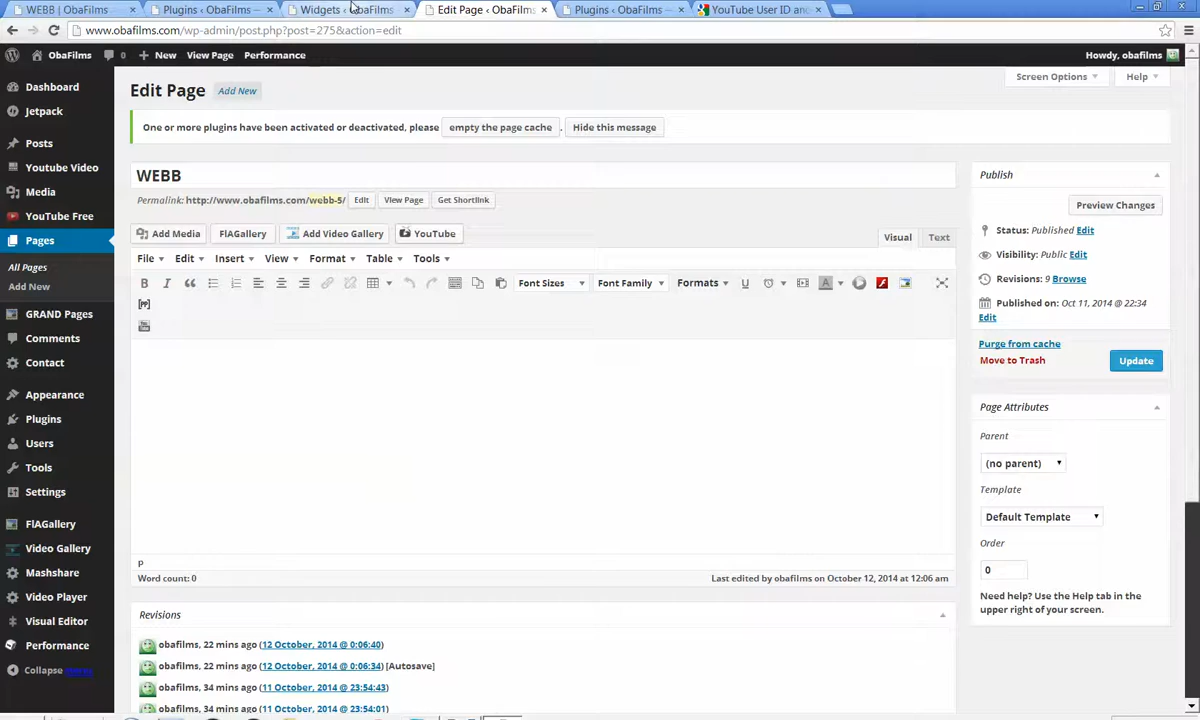 WEBB | ObaFilms
Plugins ‹ ObaFilms —
Widgets ‹ ObaFilms
Edit Page ‹ ObaFilms
Plugins ‹ ObaFilms —
YouTube User ID and
www.obafilms.com/wp-admin/post.php?post=275&action=edit
ObaFilms 0 + New View Page Performance Howdy, obafilms
Dashboard
Jetpack
Posts
Youtube Video
Media
YouTube Free
Pages
All Pages
Add New
GRAND Pages
Comments
Contact
Appearance
Plugins
Users
Tools
Settings
FlAGallery
Video Gallery
Mashshare
Video Player
Visual Editor
Performance
Collapse menu
Screen Options Help
Edit Page Add New
One or more plugins have been activated or deactivated, please empty the page cache . Hide this message
WEBB
Permalink: http://www.obafilms.com/webb-5/ Edit View Page Get Shortlink
Add Media FlAGallery Add Video Gallery YouTube Visual Text
File Edit Insert View Format Table Tools
B I Font Sizes Font Family Formats U A
[PP]
p
Word count: 0 Last edited by obafilms on October 12, 2014 at 12:06 am
Revisions
obafilms, 22 mins ago (12 October, 2014 @ 0:06:40)
obafilms, 22 mins ago (12 October, 2014 @ 0:06:34) [Autosave]
obafilms, 34 mins ago (11 October, 2014 @ 23:54:43)
obafilms, 34 mins ago (11 October, 2014 @ 23:54:01)
Publish
Preview Changes
Status: Published Edit
Visibility: Public Edit
Revisions: 9 Browse
Published on: Oct 11, 2014 @ 22:34
Edit
Purge from cache
Move to Trash Update
Page Attributes
Parent
(no parent)
Template
Default Template
Order
0
Need help? Use the Help tab in the
upper right of your screen.